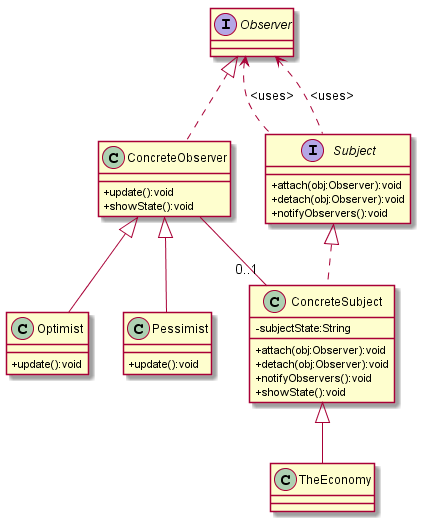 I Observer
<uses>
<uses>
C ConcreteObserver
+update():void
+showState():void
I Subject
+attach(obj:Observer):void
+detach(obj:Observer):void
+notifyObservers():void
0..1
C Optimist
+update():void
C Pessimist
+update():void
C ConcreteSubject
-subjectState:String
+attach(obj:Observer):void
+detach(obj:Observer):void
+notifyObservers():void
+showState():void
C TheEconomy